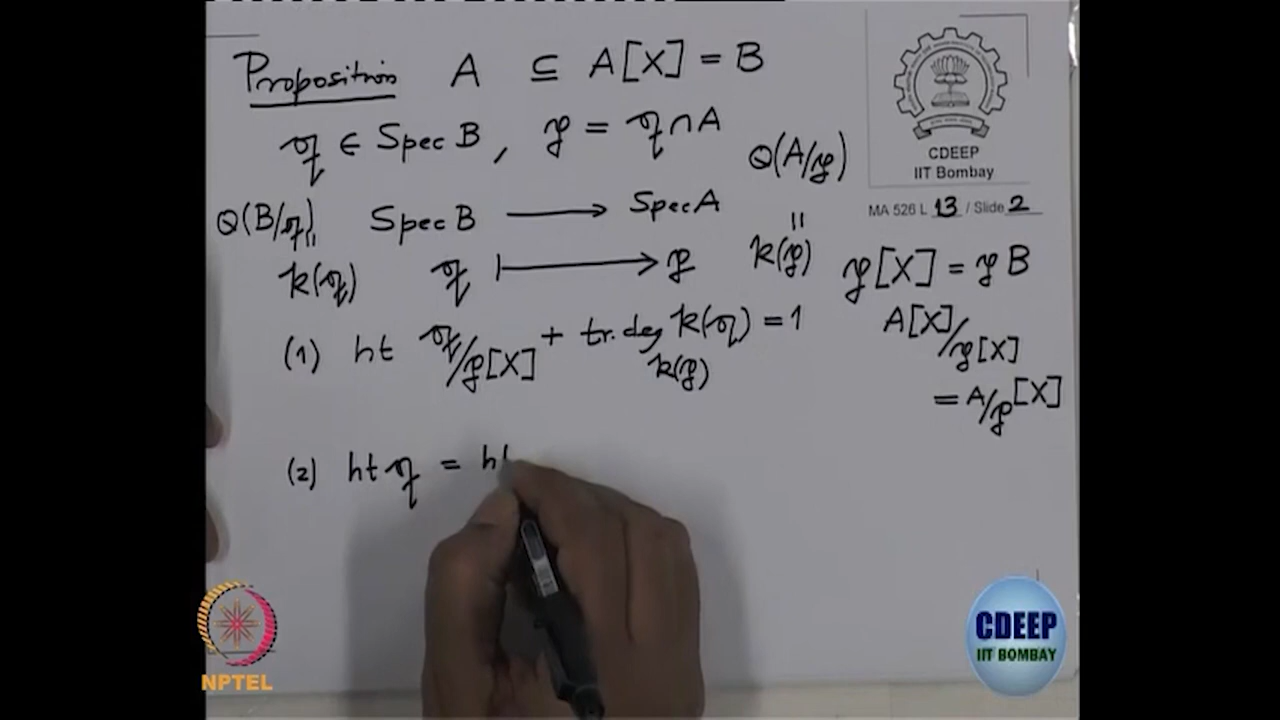 Proposition A ⊆ A[X] = B
𝔮 ∈ Spec B, 𝔭 = 𝔮 ∩ A
Q(A/𝔭)
CDEEP
IIT Bombay
MA 526 L 13 / Slide 2
Q(B/𝔮) Spec B ⟶ Spec A
||
||
k(𝔮) 𝔮 ⟼ 𝔭 k(𝔭)
𝔭[X] = 𝔭B
(1) ht 𝔮/𝔭[X] + tr.deg k(𝔮) = 1
k(𝔭)
A[X]/𝔭[X]
= A/𝔭[X]
(2) ht 𝔮 = ht
NPTEL
CDEEP
IIT BOMBAY